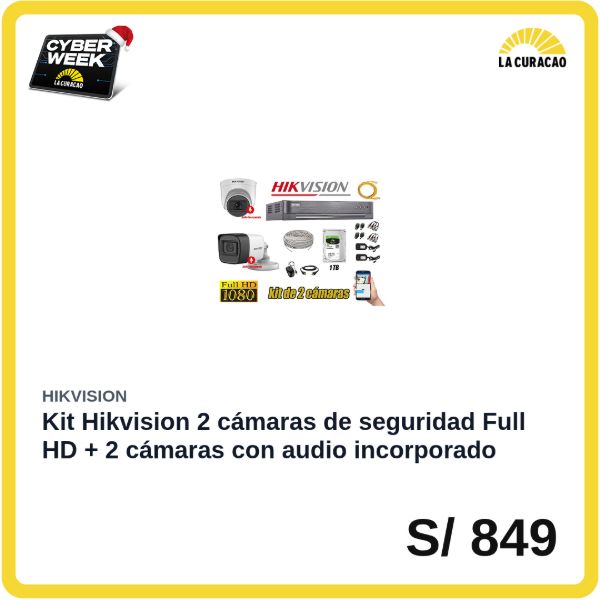 CYBER
WEEK
LA CURACAO
LA CURACAO
HIKVISION
1TB
Full HD
1080
kit de 2 cámaras
HIKVISION
Kit Hikvision 2 cámaras de seguridad Full
HD + 2 cámaras con audio incorporado
S/ 849